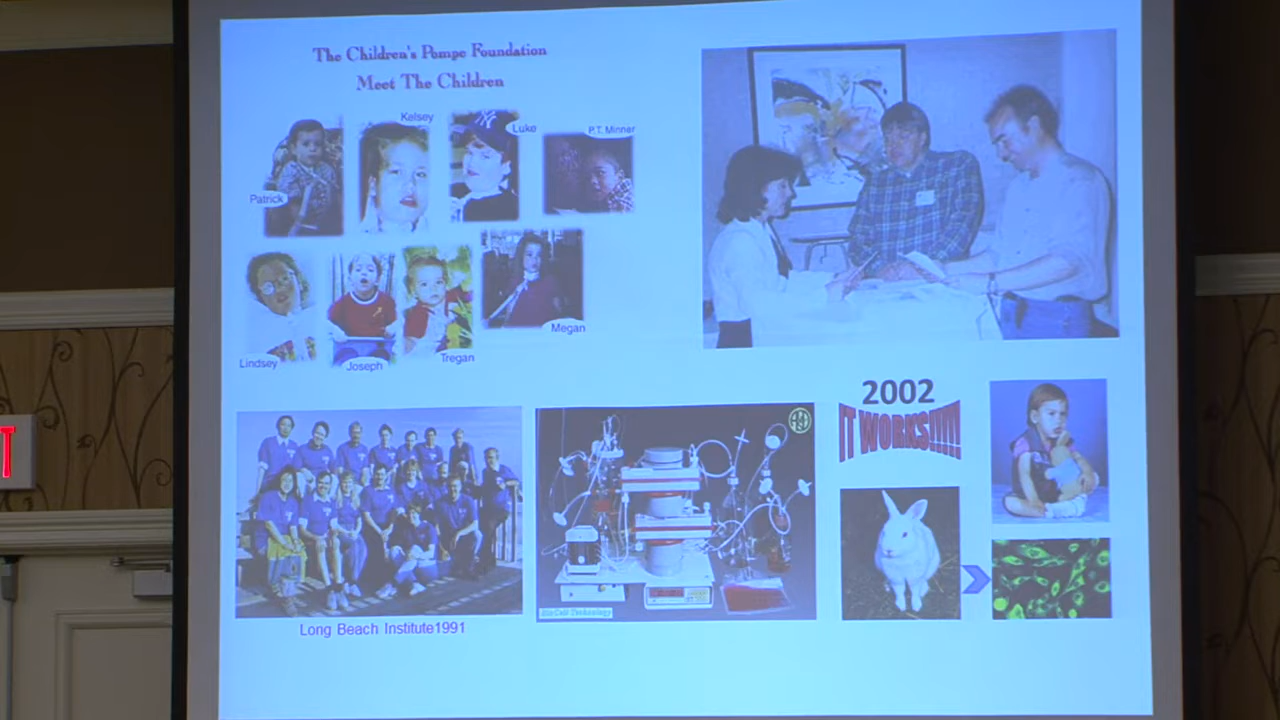 The Children's Pompe Foundation
Meet The Children
Patrick
Kelsey
Luke
P.T. Minner
Lindsey
Joseph
Tregan
Megan
2002
IT WORKS!!!!!
Long Beach Institute1991
T